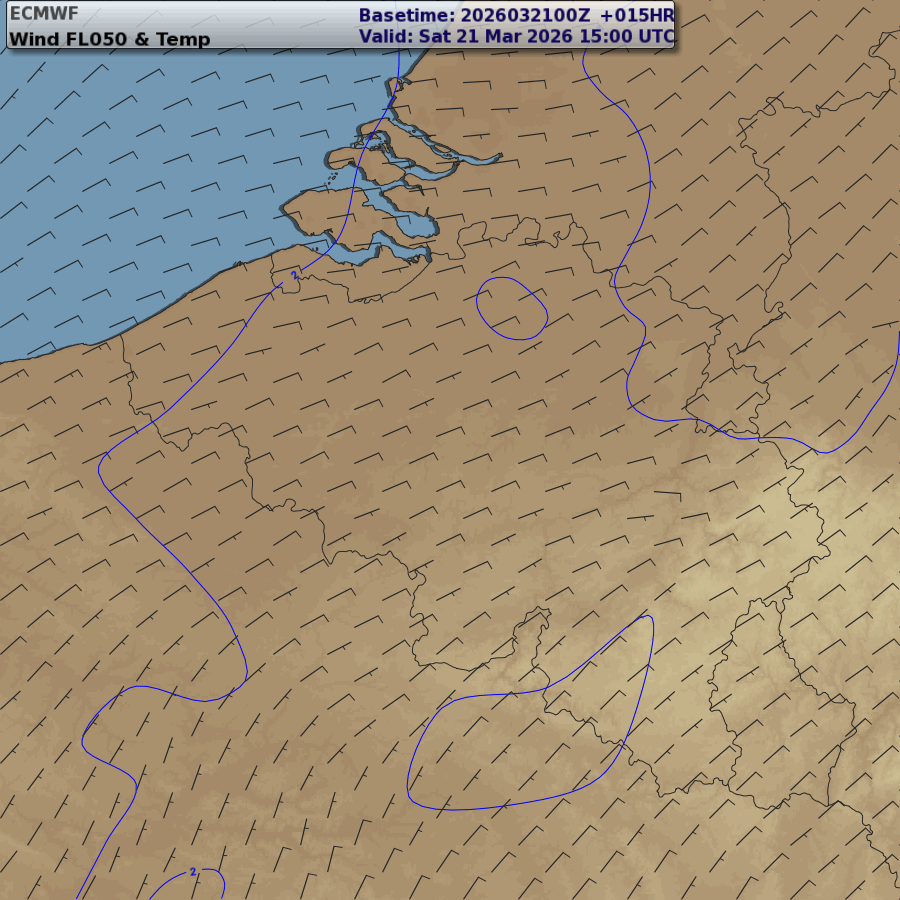 ECMWF
Basetime: 2026032100Z +015HR
Wind FL050 & Temp
Valid: Sat 21 Mar 2026 15:00 UTC
2
2